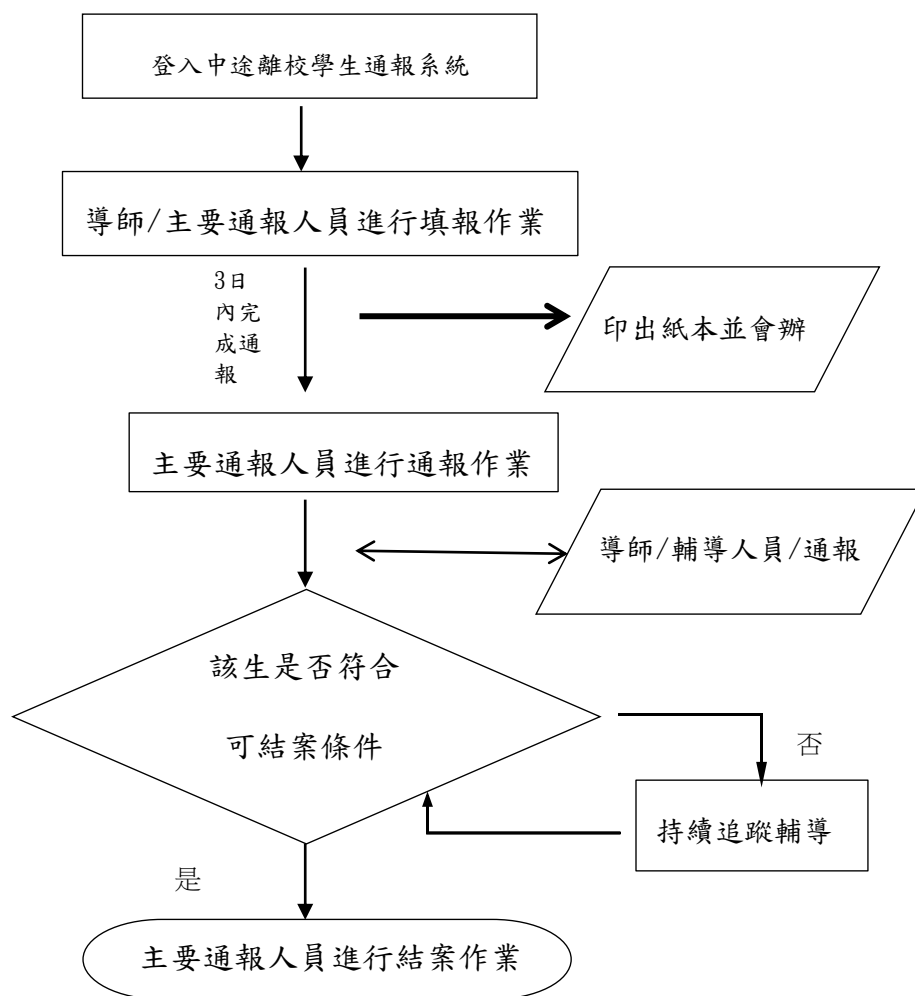 登入中途離校學生通報系統
導師/主要通報人員進行填報作業
3日
內完
成通
報
印出紙本並會辦
主要通報人員進行通報作業
導師/輔導人員/通報
該生是否符合
可結案條件
否
持續追蹤輔導
是
主要通報人員進行結案作業